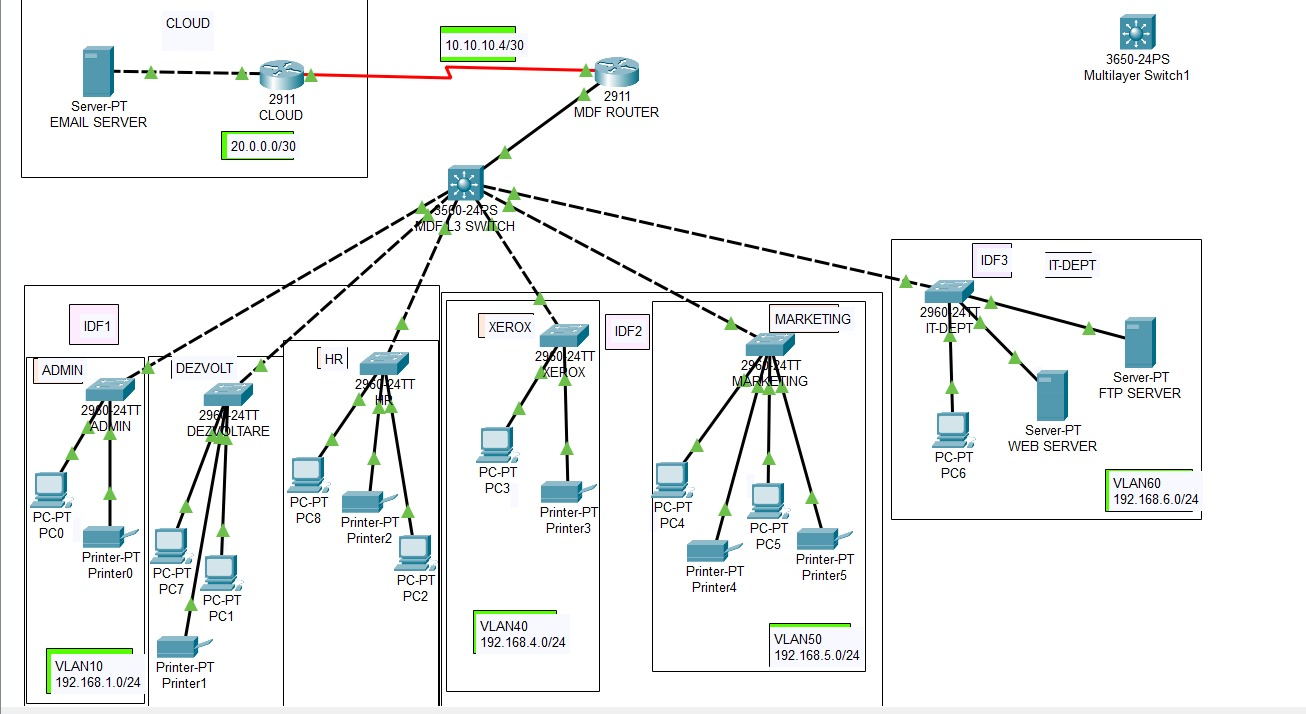 CLOUD
Server-PT
EMAIL SERVER
2911
CLOUD
20.0.0.0/30
10.10.10.4/30
2911
MDF ROUTER
3650-24PS
Multilayer Switch1
3560-24PS
MDF L3 SWITCH
IDF1
ADMIN
2960-24TT
ADMIN
PC-PT
PC0
Printer-PT
Printer0
VLAN10
192.168.1.0/24
DEZVOLT
2960-24TT
DEZVOLTARE
PC-PT
PC7
PC-PT
PC1
Printer-PT
Printer1
HR
2960-24TT
HR
PC-PT
PC8
Printer-PT
Printer2
PC-PT
PC2
XEROX
IDF2
2960-24TT
XEROX
PC-PT
PC3
Printer-PT
Printer3
VLAN40
192.168.4.0/24
MARKETING
2960-24TT
MARKETING
PC-PT
PC4
Printer-PT
Printer4
PC-PT
PC5
Printer-PT
Printer5
VLAN50
192.168.5.0/24
IDF3
IT-DEPT
2960-24TT
IT-DEPT
PC-PT
PC6
Server-PT
WEB SERVER
Server-PT
FTP SERVER
VLAN60
192.168.6.0/24